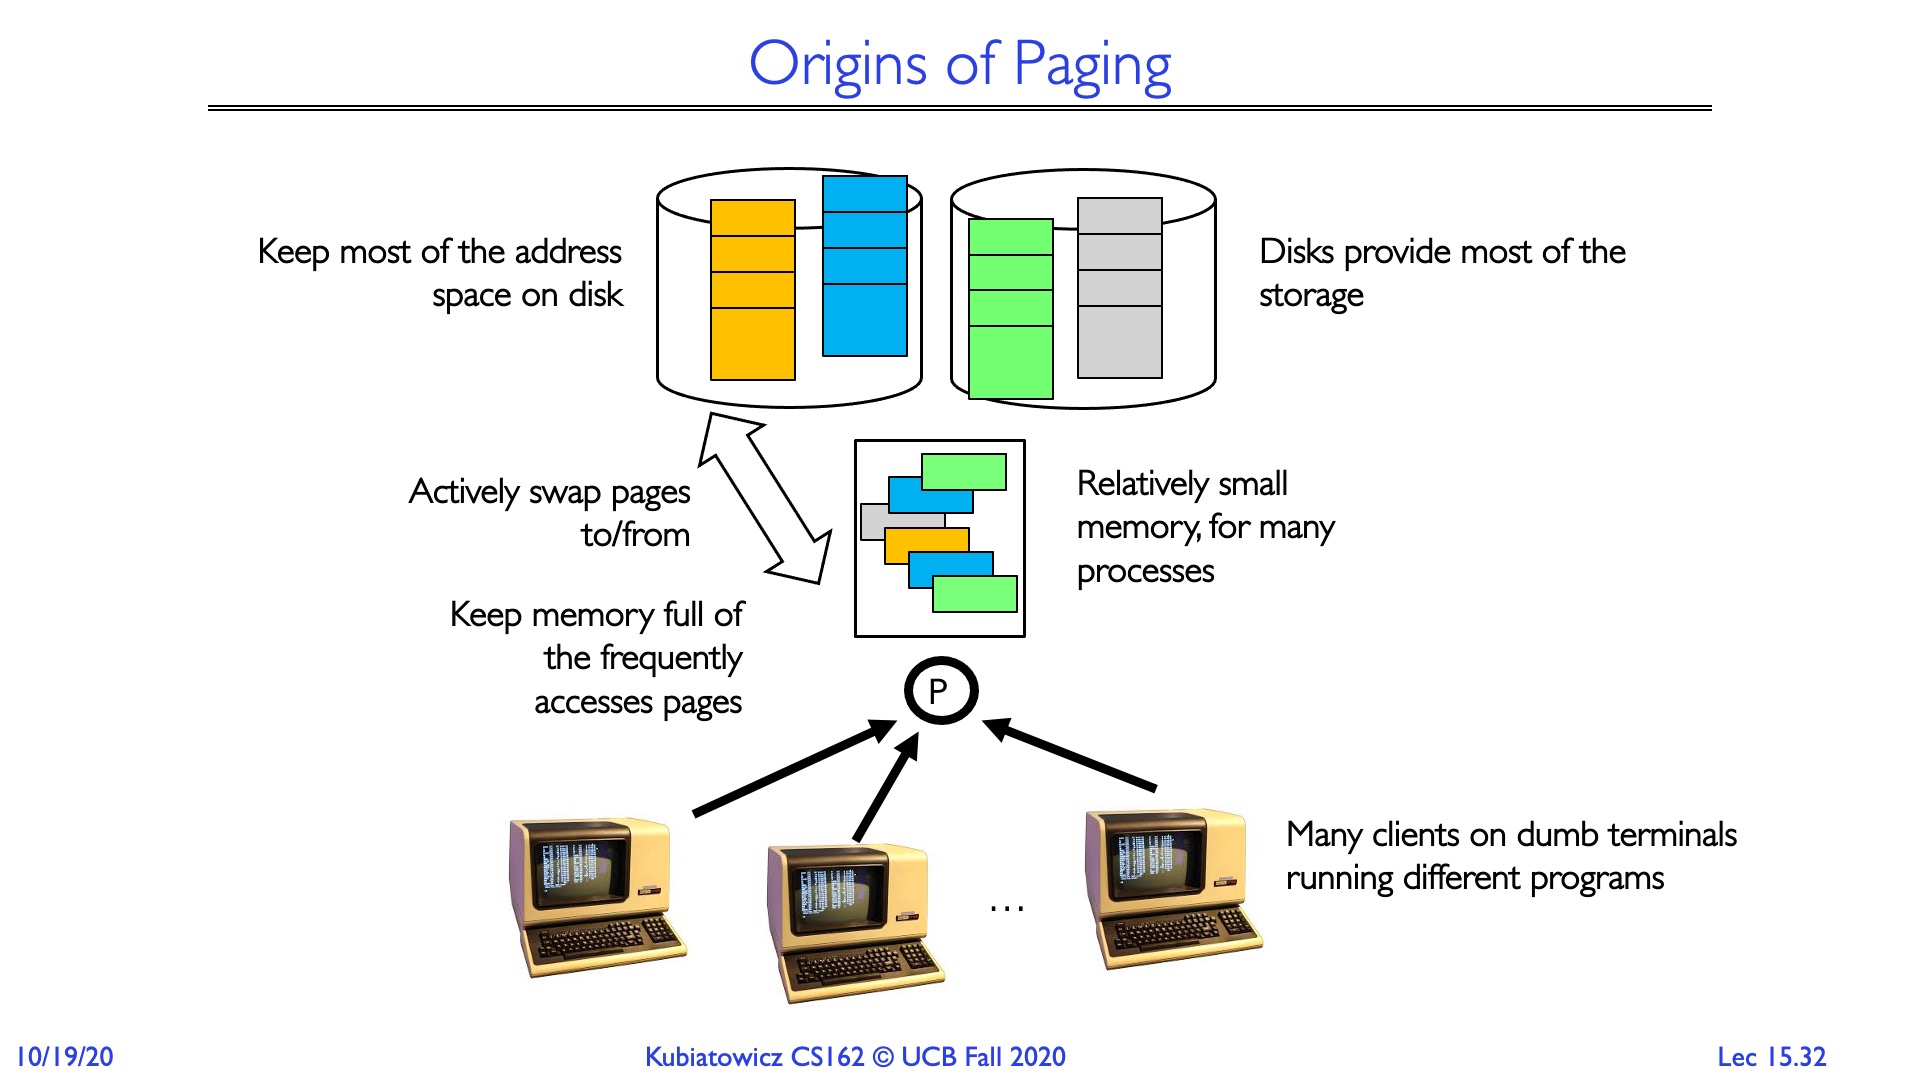 Origins of Paging
Keep most of the address
space on disk
Disks provide most of the
storage
Actively swap pages
to/from
Relatively small
memory, for many
processes
Keep memory full of
the frequently
accesses pages
P
Many clients on dumb terminals
running different programs
…
10/19/20
Kubiatowicz CS162 © UCB Fall 2020
Lec 15.32